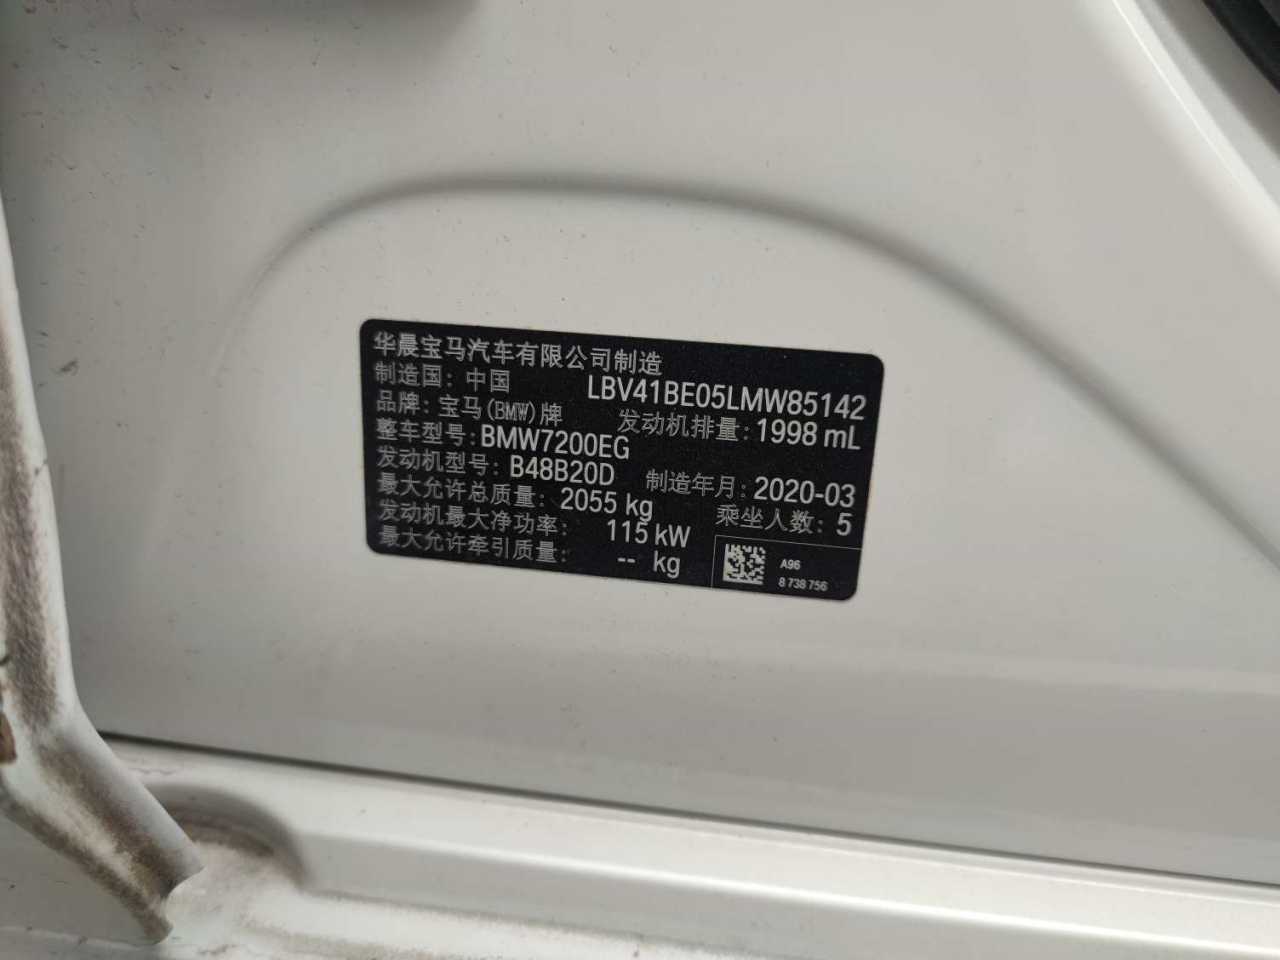 华晨宝马汽车有限公司制造
制造国: 中国 LBV41BE05LMW85142
品牌: 宝马(BMW)牌 发动机排量: 1998 mL
整车型号: BMW7200EG
发动机型号: B48B20D 制造年月: 2020-03
最大允许总质量: 2055 kg 乘坐人数: 5
发动机最大净功率: 115 kW
最大允许牵引质量: -- kg
A96
8 738 756